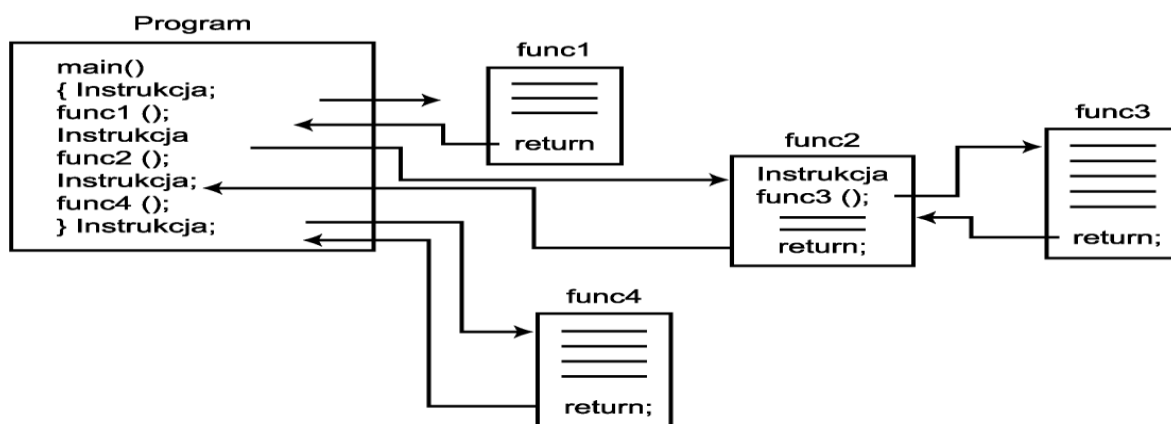 Program
main()
{ Instrukcja;
func1 ();
Instrukcja
func2 ();
Instrukcja;
func4 ();
} Instrukcja;
func1
return
func2
Instrukcja
func3 ();
return;
func3
return;
func4
return;